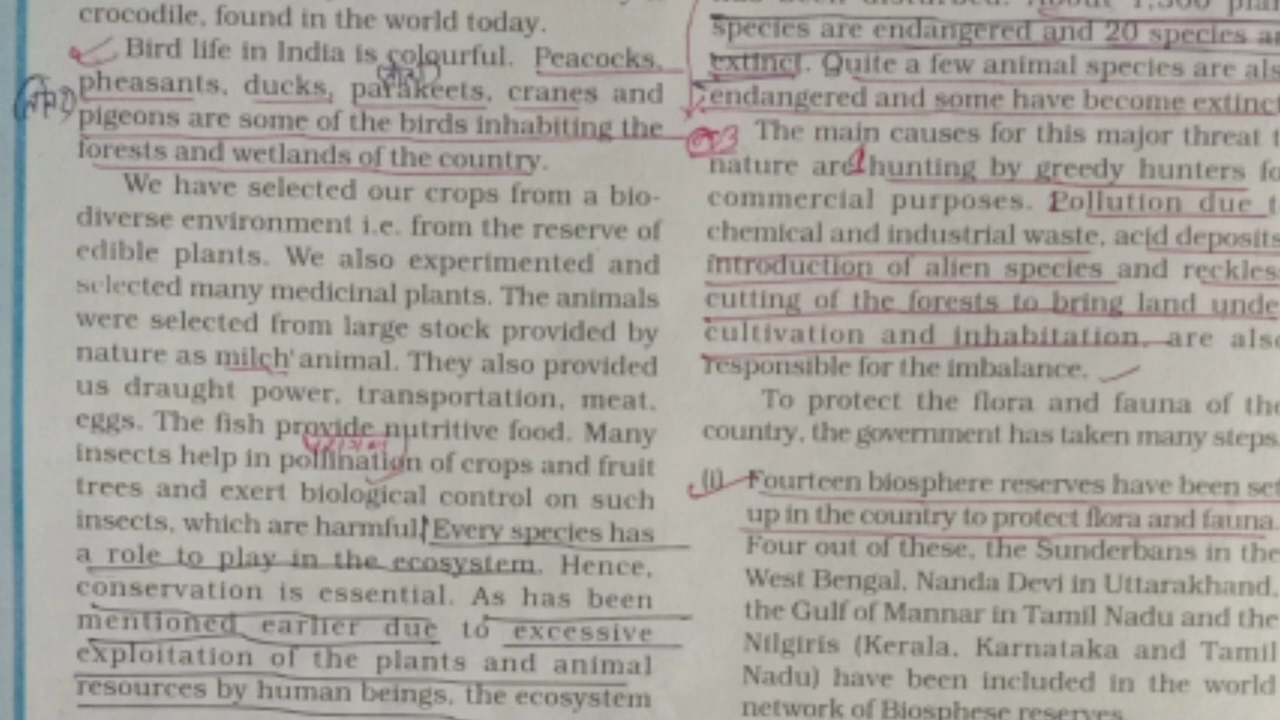 crocodile, found in the world today.
Bird life in India is colourful. Peacocks,
pheasants, ducks, parakeets, cranes and
pigeons are some of the birds inhabiting the
forests and wetlands of the country.
We have selected our crops from a bio-
diverse environment i.e. from the reserve of
edible plants. We also experimented and
selected many medicinal plants. The animals
were selected from large stock provided by
nature as milch animal. They also provided
us draught power, transportation, meat,
eggs. The fish provide nutritive food. Many
insects help in pollination of crops and fruit
trees and exert biological control on such
insects, which are harmful. Every species has
a role to play in the ecosystem. Hence,
conservation is essential. As has been
mentioned earlier due to excessive
exploitation of the plants and animal
resources by human beings, the ecosystem
been disturbed. About 1,300
species are endangered and 20 species
extinct. Quite a few animal species are
endangered and some have become extinct
The main causes for this major threat
nature are hunting by greedy hunters
commercial purposes. Pollution due
chemical and industrial waste, acid deposits
introduction of alien species and
cutting of the forests to bring land
cultivation and inhabitation, are
responsible for the imbalance.
To protect the flora and fauna of
country, the government has taken many steps
(i) Fourteen biosphere reserves have been
up in the country to protect flora and fauna.
Four out of these, the Sunderbans in the
West Bengal, Nanda Devi in Uttarakhand,
the Gulf of Mannar in Tamil Nadu and the
Nilgiris (Kerala, Karnataka and Tamil
Nadu) have been included in the world
network of Biosphese reserves